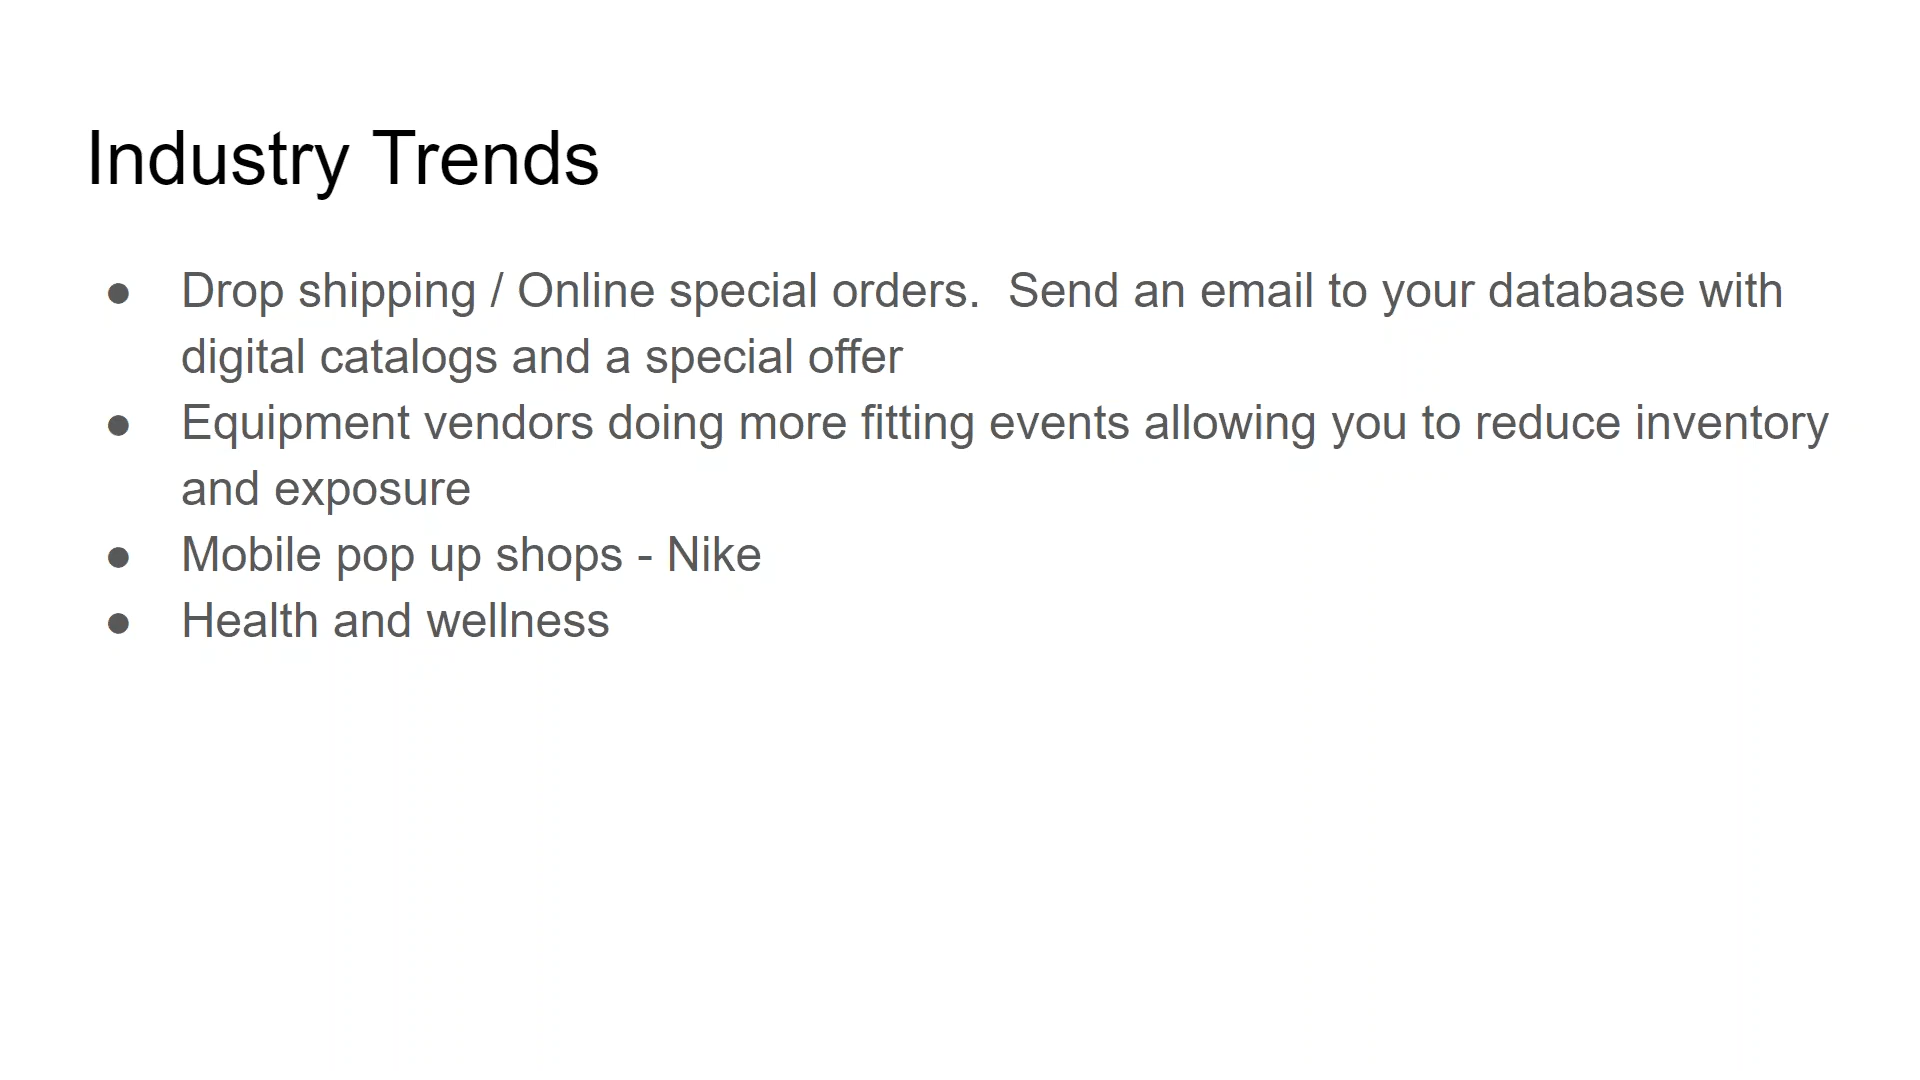 Industry Trends
● Drop shipping / Online special orders.  Send an email to your database with
digital catalogs and a special offer
● Equipment vendors doing more fitting events allowing you to reduce inventory
and exposure
● Mobile pop up shops - Nike
● Health and wellness